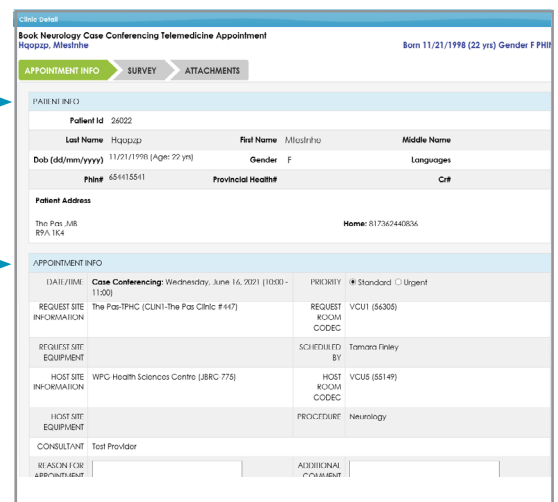 Clinic Detail
Book Neurology Case Conferencing Telemedicine Appointment
Hqopzp, Mtestnhe Born 11/21/1998 (22 yrs) Gender F PHIN
APPOINTMENT INFO SURVEY ATTACHMENTS
PATIENT INFO
Patient Id 26022
Last Name Hqopzp First Name Mtestnhe Middle Name
Dob (dd/mm/yyyy) 11/21/1998 (Age: 22 yrs) Gender F Languages
Phin# 654415541 Provincial Health# Cr#
Patient Address
The Pas ,MB Home: 817362440836
R9A 1K4
APPOINTMENT INFO
DATE/TIME Case Conferencing: Wednesday, June 16, 2021 (10:00 - PRIORITY Standard Urgent
11:00)
REQUEST SITE The Pas-TPHC (CLIN1-The Pas Clinic #447) REQUEST VCU1 (56305)
INFORMATION ROOM
CODEC
REQUEST SITE SCHEDULED Tamara Finley
EQUIPMENT BY
HOST SITE WPG-Health Sciences Centre (JBRC-775) HOST VCU5 (55149)
INFORMATION ROOM
CODEC
HOST SITE PROCEDURE Neurology
EQUIPMENT
CONSULTANT Test Provider
REASON FOR ADDITIONAL
APPOINTMENT COMMENT